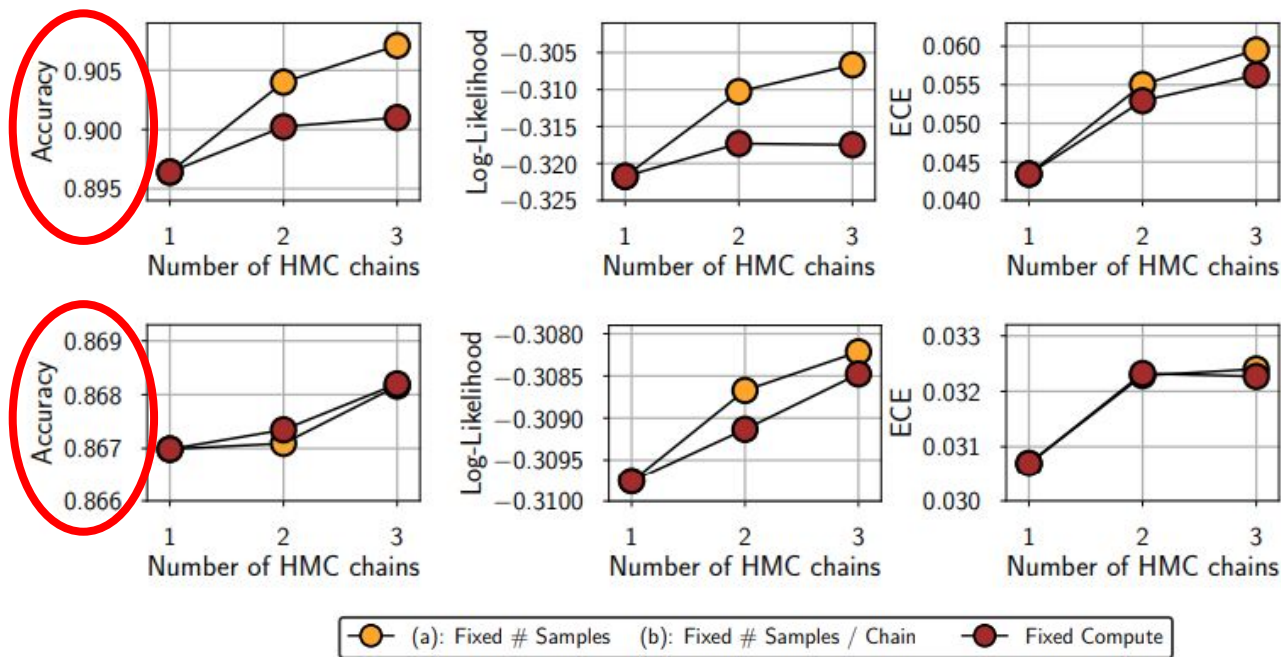 Accuracy
0.905
0.900
0.895
1 2 3
Number of HMC chains
Log-Likelihood
−0.305
−0.310
−0.315
−0.320
−0.325
1 2 3
Number of HMC chains
ECE
0.060
0.055
0.050
0.045
0.040
1 2 3
Number of HMC chains
Accuracy
0.869
0.868
0.867
0.866
1 2 3
Number of HMC chains
Log-Likelihood
−0.3080
−0.3085
−0.3090
−0.3095
−0.3100
1 2 3
Number of HMC chains
ECE
0.033
0.032
0.031
0.030
1 2 3
Number of HMC chains
(a): Fixed # Samples (b): Fixed # Samples / Chain Fixed Compute